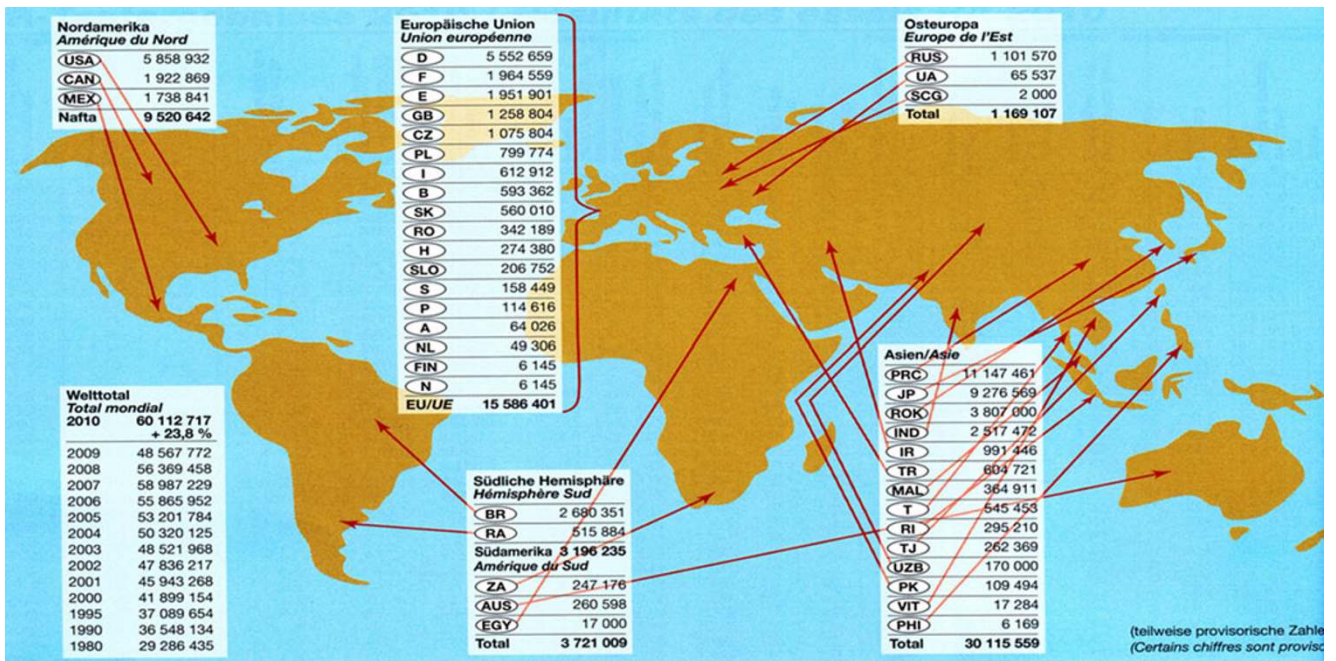 Nordamerika
Amérique du Nord
USA 5 858 932
CAN 1 922 869
MEX 1 738 841
Nafta 9 520 642
Europäische Union
Union européenne
D 5 552 659
F 1 964 559
E 1 951 901
GB 1 258 804
CZ 1 075 804
PL 799 774
I 612 912
B 593 362
SK 560 010
RO 342 189
H 274 380
SLO 206 752
S 158 449
P 114 616
A 64 026
NL 49 306
FIN 6 145
N 6 145
EU/UE 15 586 401
Osteuropa
Europe de l'Est
RUS 1 101 570
UA 65 537
SCG 2 000
Total 1 169 107
Welttotal
Total mondial
2010 60 112 717
+ 23,8 %
2009 48 567 772
2008 56 369 458
2007 58 987 229
2006 55 865 952
2005 53 201 784
2004 50 320 125
2003 48 521 968
2002 47 836 217
2001 45 943 268
2000 41 899 154
1995 37 089 654
1990 36 548 134
1980 29 286 435
Südliche Hemisphäre
Hémisphère Sud
BR 2 680 351
RA 515 884
Südamerika 3 196 235
Amérique du Sud
ZA 247 176
AUS 260 598
EGY 17 000
Total 3 721 009
Asien/Asie
PRC 11 147 461
JP 9 276 569
ROK 3 807 000
IND 2 517 472
IR 991 446
TR 604 721
MAL 364 911
T 545 453
RI 295 210
TJ 262 369
UZB 170 000
PK 109 494
VIT 17 284
PHI 6 169
Total 30 115 559
(teilweise provisorische Zahle
(Certains chiffres sont proviso